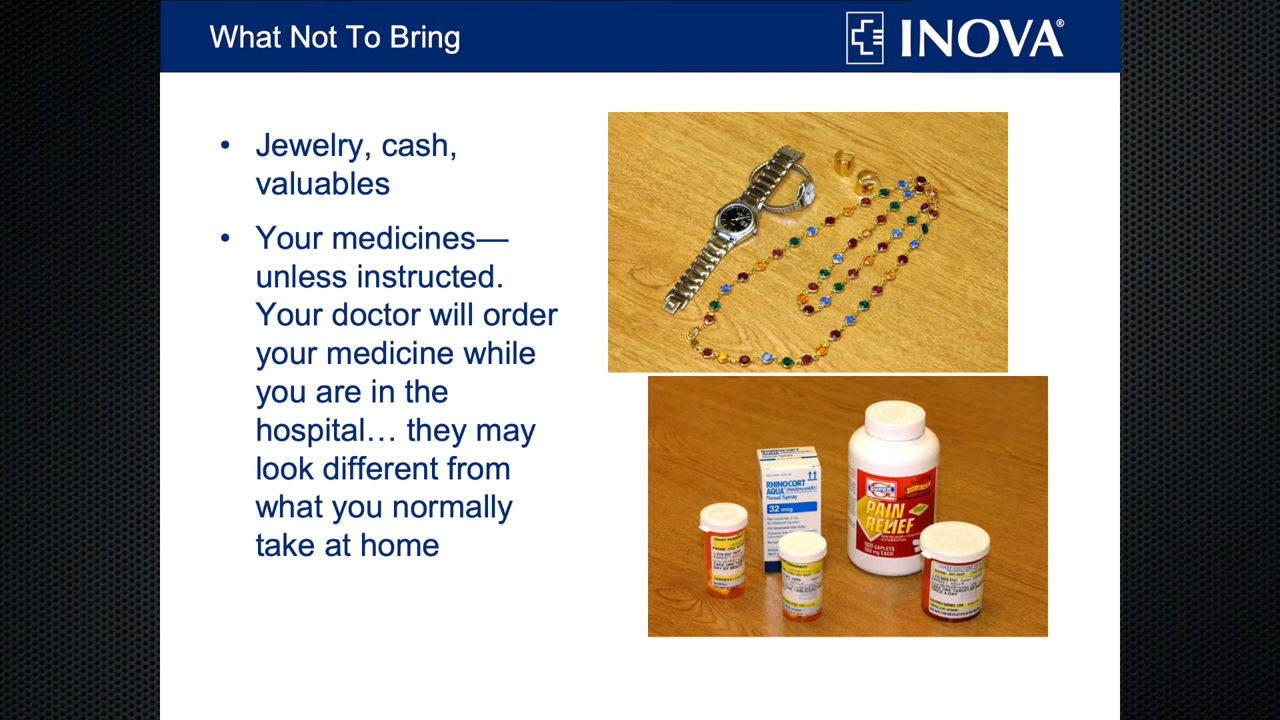 What Not To Bring
INOVA®
• Jewelry, cash,
valuables
• Your medicines—
unless instructed.
Your doctor will order
your medicine while
you are in the
hospital… they may
look different from
what you normally
take at home
RHINOCORT
AQUA
Nasal Spray
32 mcg
PAIN
RELIEF
500 CAPLETS